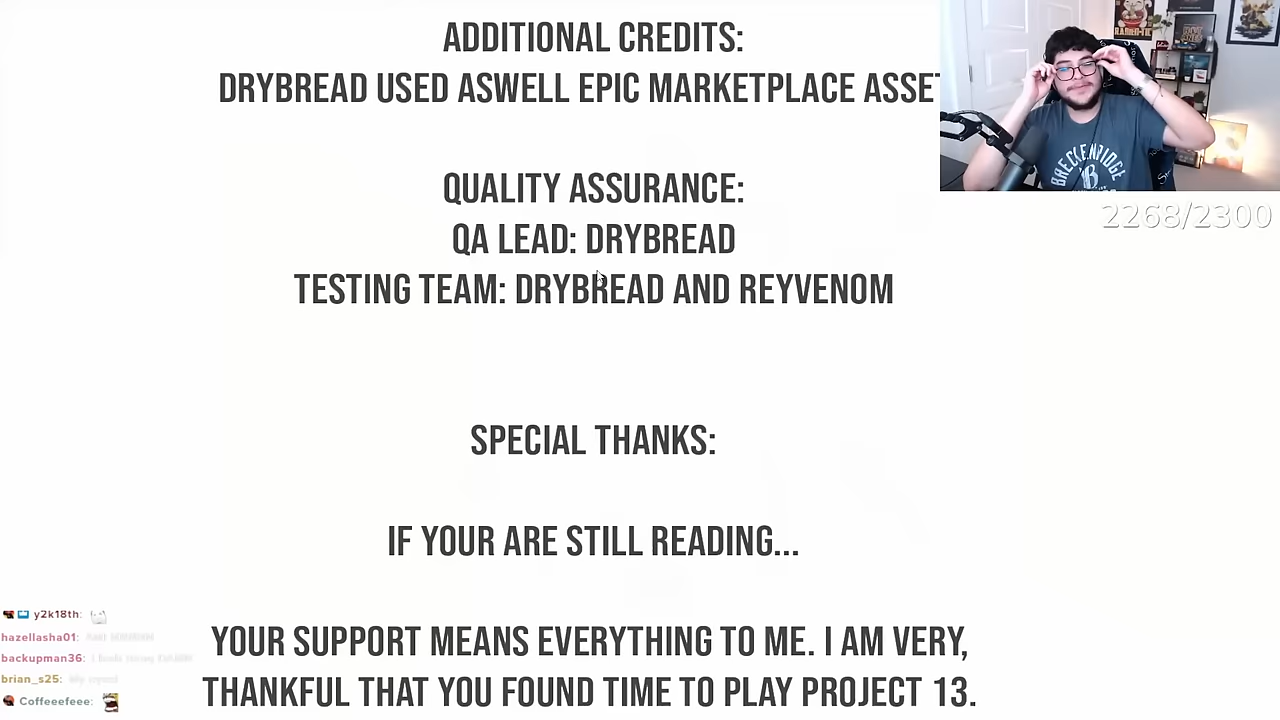 ADDITIONAL CREDITS:
DRYBREAD USED ASWELL EPIC MARKETPLACE ASSET
QUALITY ASSURANCE:
QA LEAD: DRYBREAD
TESTING TEAM: DRYBREAD AND REYVENOM
SPECIAL THANKS:
IF YOUR ARE STILL READING...
YOUR SUPPORT MEANS EVERYTHING TO ME. I AM VERY,
THANKFUL THAT YOU FOUND TIME TO PLAY PROJECT 13.
2268/2300
BRECKENRIDGE
B
y2k18th:
hazellasha01:
backupman36:
brian_s25:
Coffeeefeee: